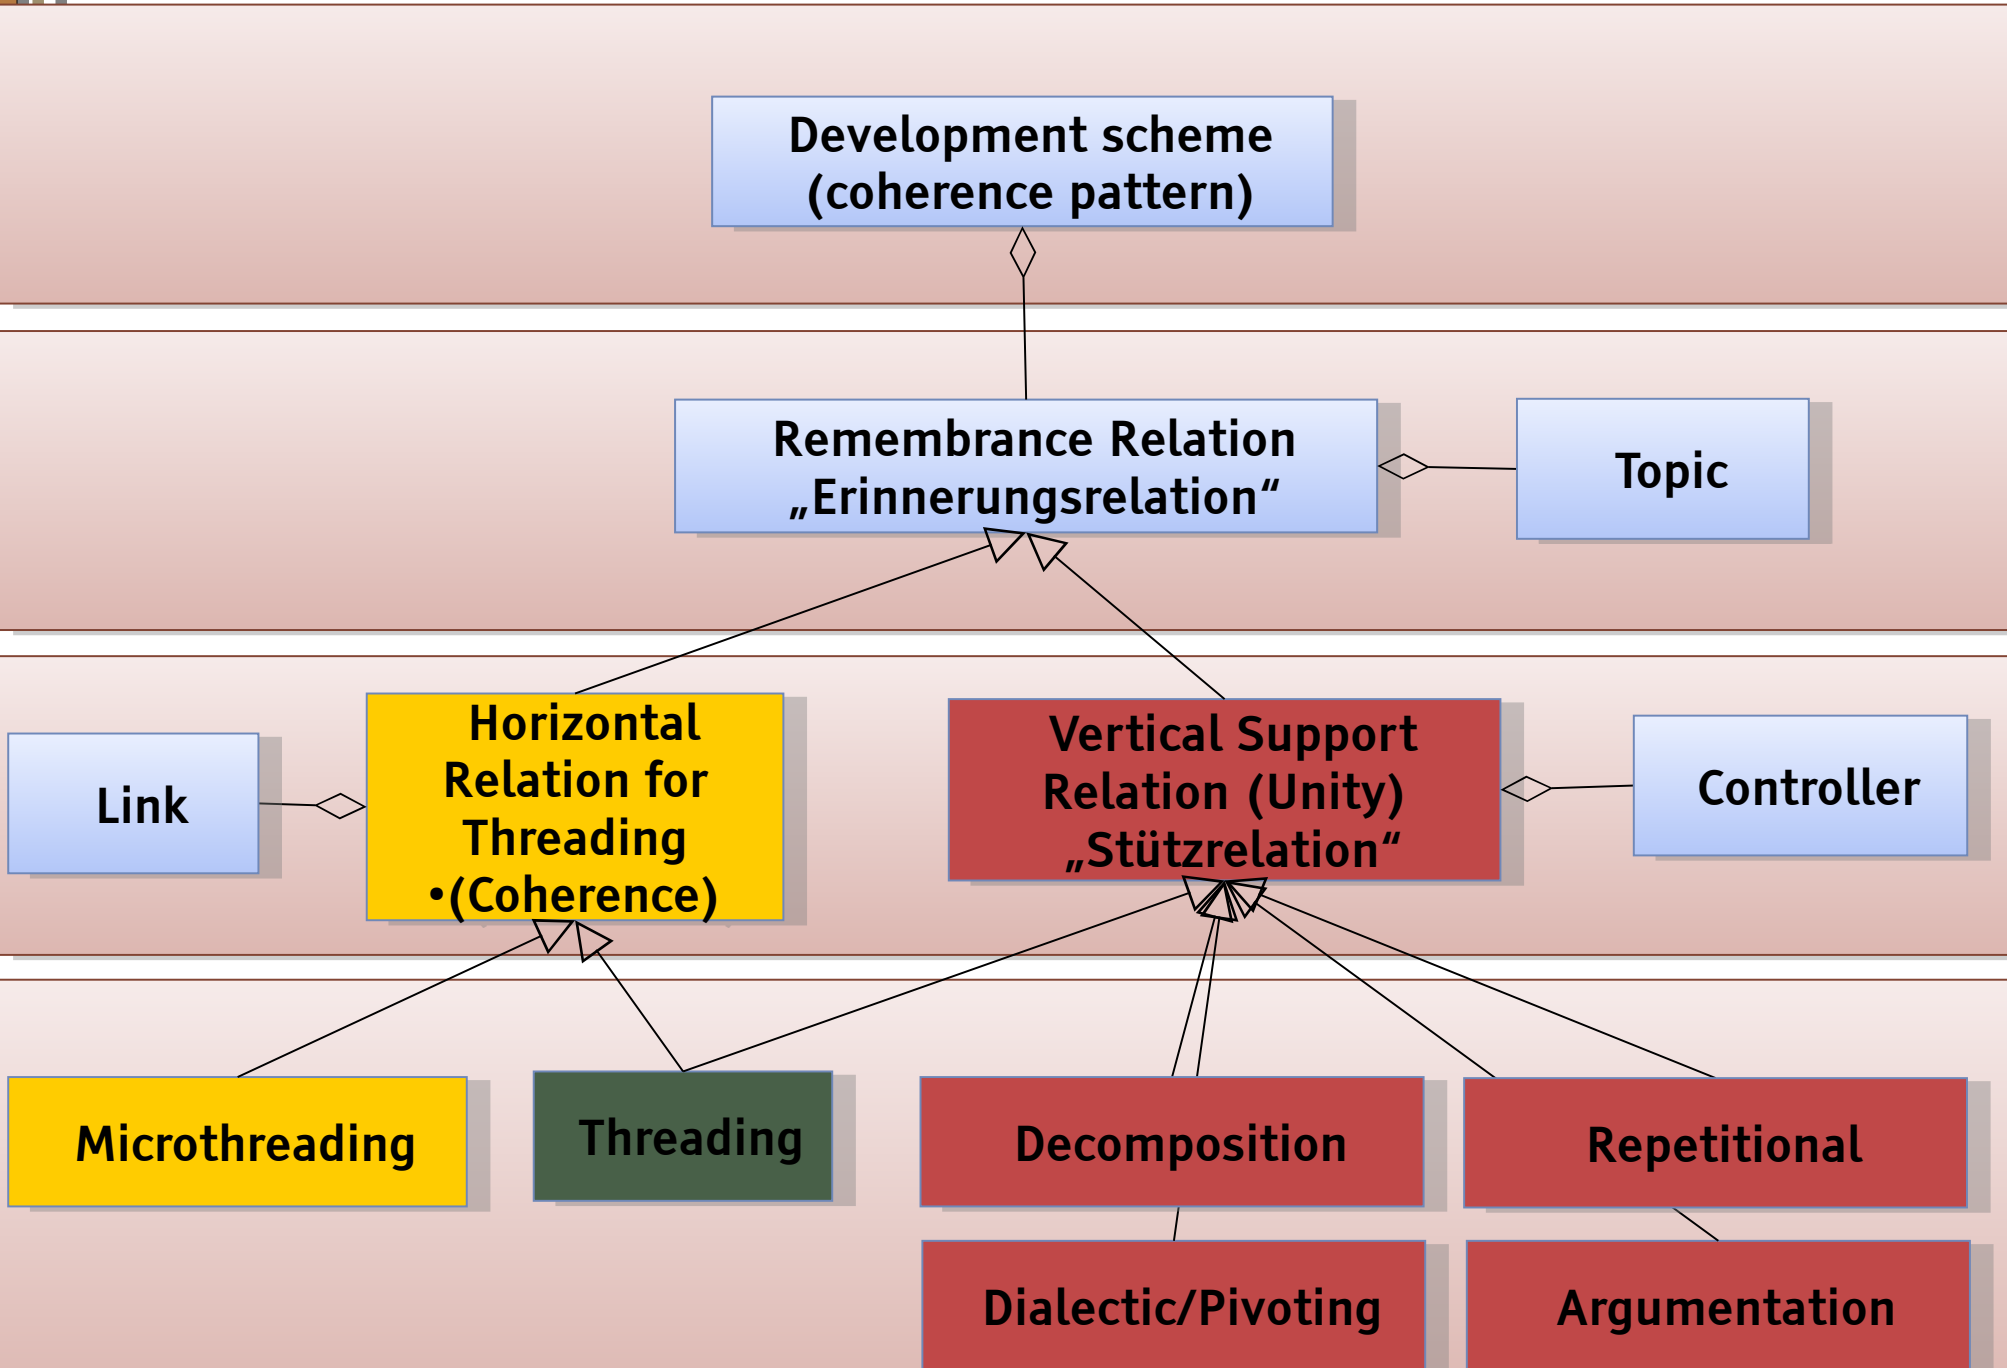 Development scheme
(coherence pattern)
Remembrance Relation
„Erinnerungsrelation“
Topic
Horizontal
Relation for
Threading
•(Coherence)
Link
Vertical Support
Relation (Unity)
„Stützrelation“
Controller
Microthreading
Threading
Decomposition
Repetitional
Dialectic/Pivoting
Argumentation